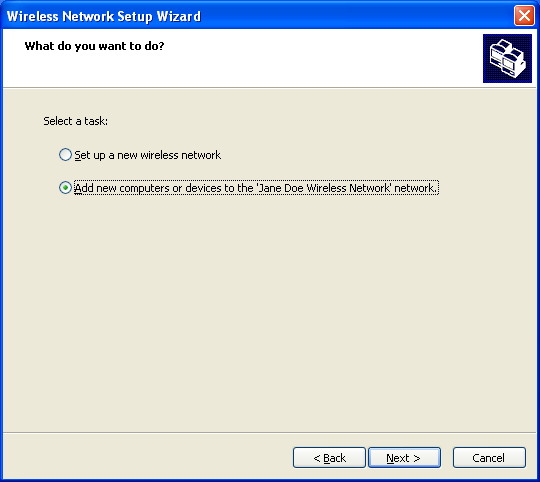 Wireless Network Setup Wizard
What do you want to do?
Select a task:
Set up a new wireless network
Add new computers or devices to the 'Jane Doe Wireless Network' network.
< Back
Next >
Cancel